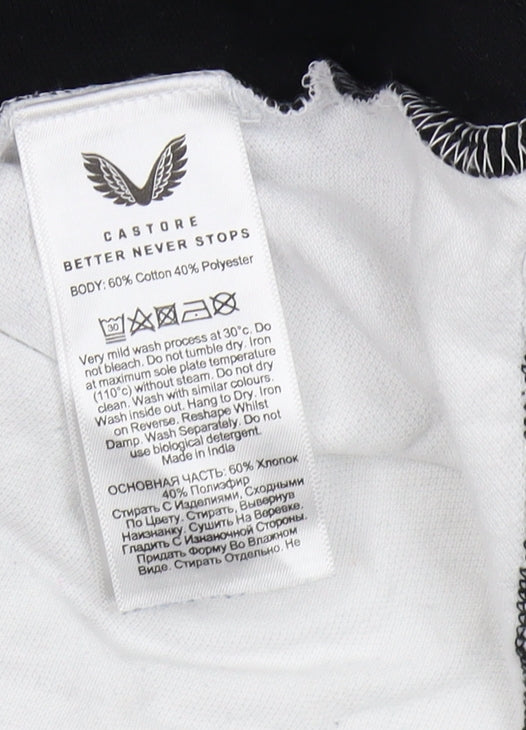 CASTORE
BETTER NEVER STOPS
BODY: 60% Cotton 40% Polyester
30
Very mild wash process at 30°c. Do
not bleach. Do not tumble dry. Iron
at maximum sole plate temperature
(110°c) without steam. Do not dry
clean. Wash with similar colours.
Wash inside out. Hang to Dry. Iron
on Reverse. Reshape Whilst
Damp. Wash Separately. Do not
use biological detergent.
Made in India
ОСНОВНАЯ ЧАСТЬ: 60% Хлопок
40% Полиэфир
Стирать С Изделиями, Сходными
По Цвету. Стирать, Вывернув
Наизнанку. Сушить На Веревке.
Гладить С Изнаночной Стороны.
Придать Форму Во Влажном
Виде. Стирать Отдельно. Не